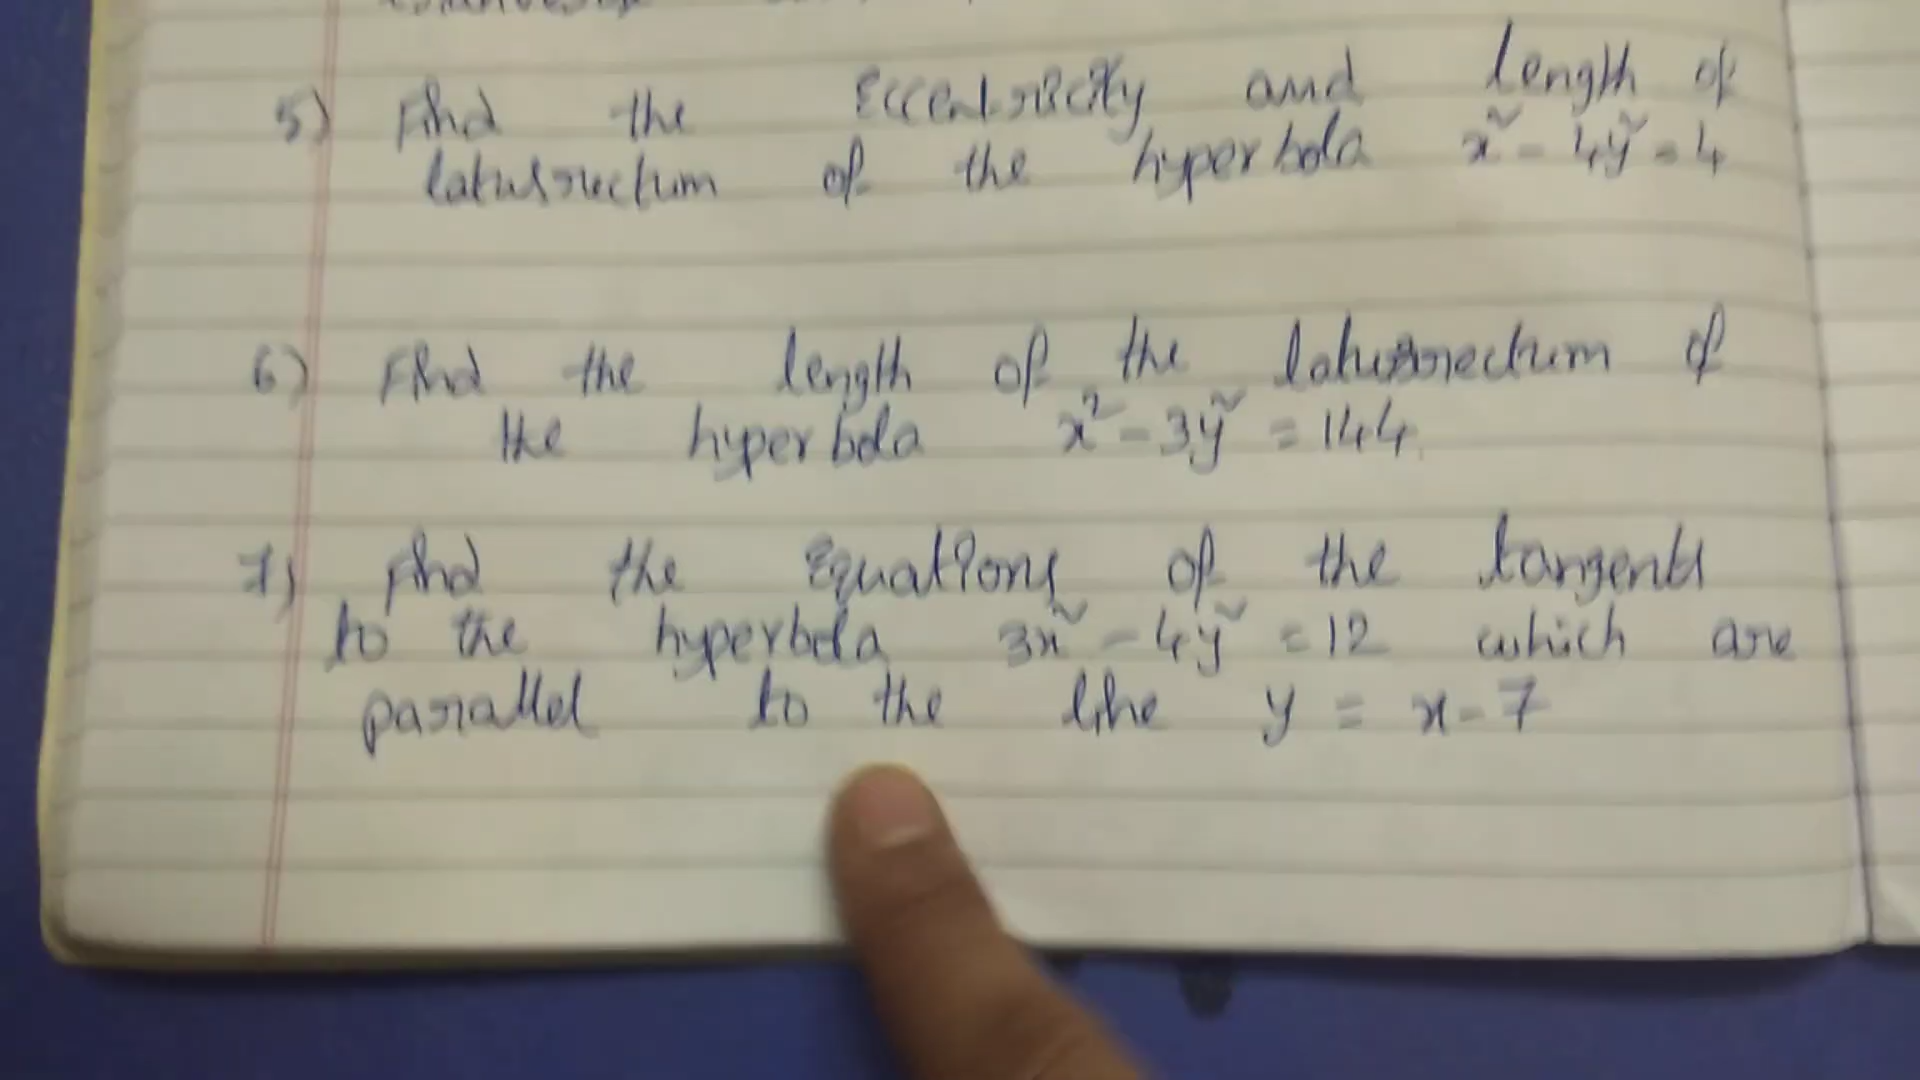 5) Find the Eccentricity and length of
latusrectum of the hyperbola x² - 4y² = 4
6) Find the length of the latusrectum of
the hyperbola x² - 3y² = 144.
7) Find the Equations of the tangents
to the hyperbola 3x² - 4y² = 12 which are
parallel to the line y = x - 7